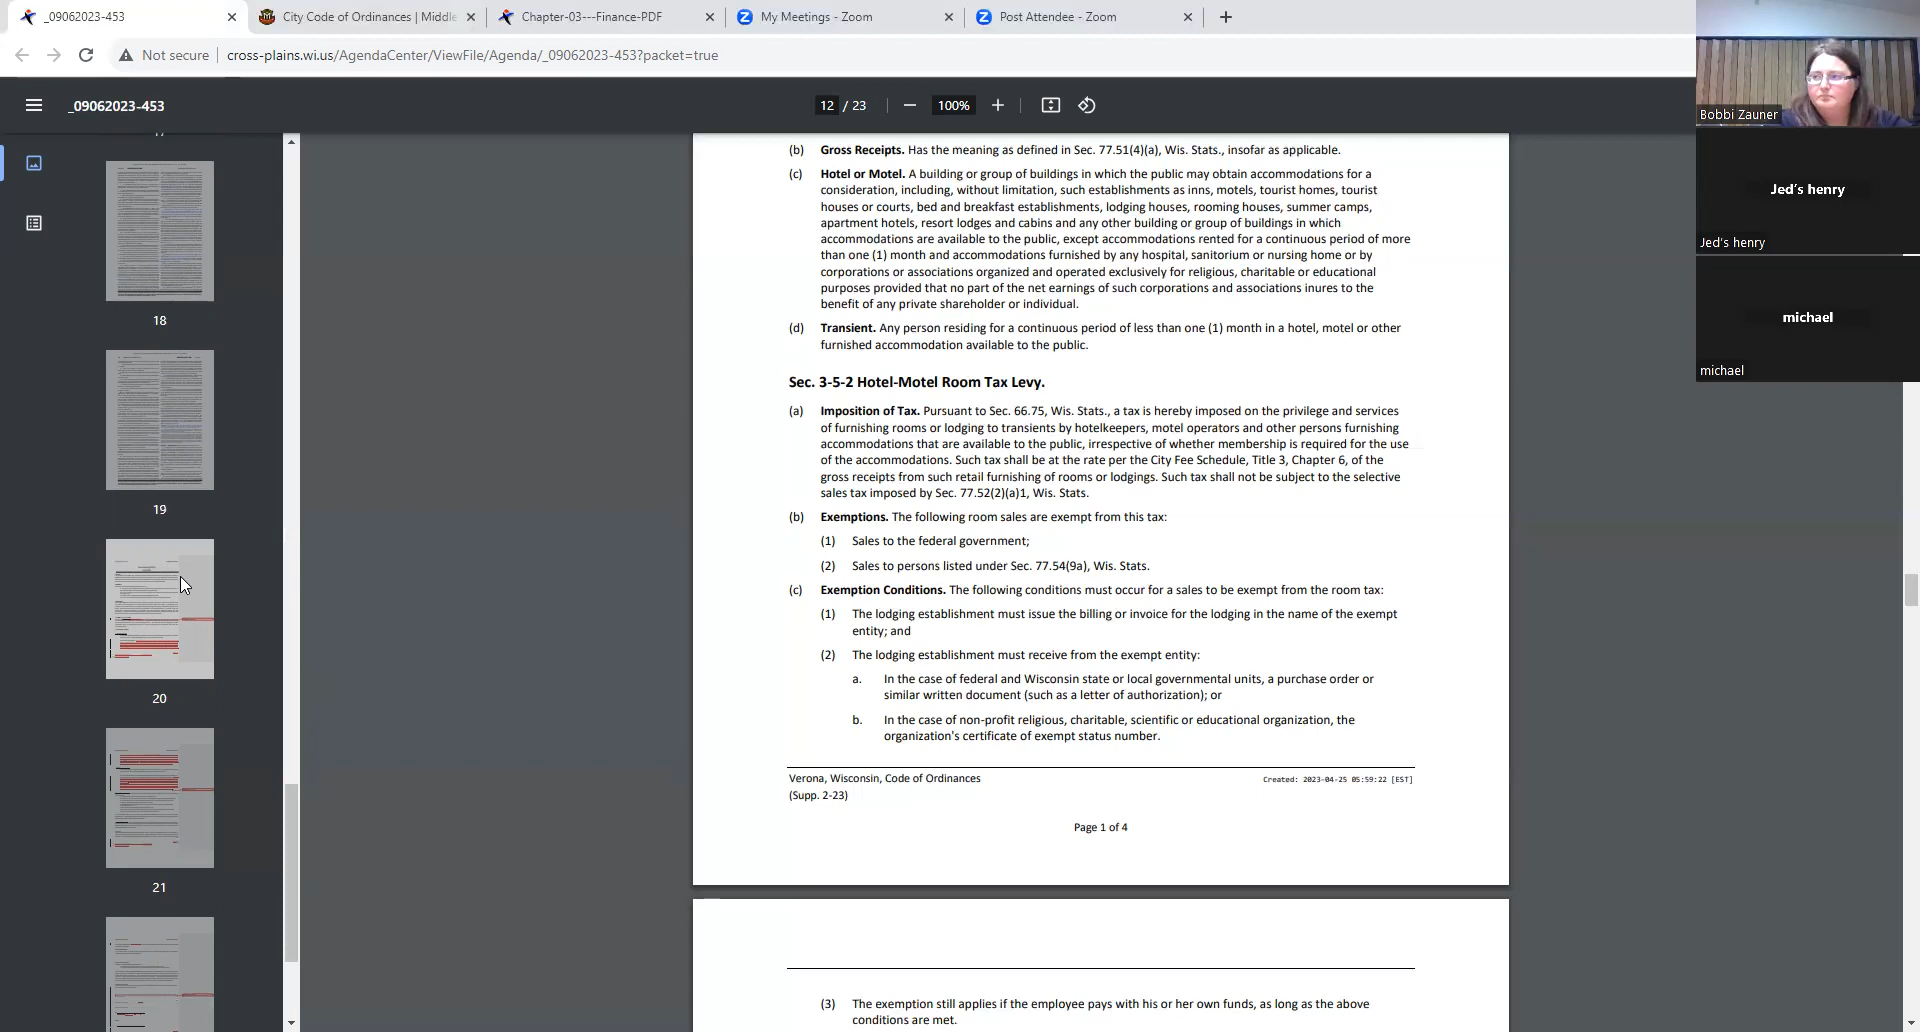 _09062023-453
City Code of Ordinances | Middle
Chapter-03---Finance-PDF
My Meetings - Zoom
Post Attendee - Zoom
Not secure
cross-plains.wi.us/AgendaCenter/ViewFile/Agenda/_09062023-453?packet=true
_09062023-453
12 / 23
100%
18
19
20
21
(b) Gross Receipts. Has the meaning as defined in Sec. 77.51(4)(a), Wis. Stats., insofar as applicable.
(c) Hotel or Motel. A building or group of buildings in which the public may obtain accommodations for a
consideration, including, without limitation, such establishments as inns, motels, tourist homes, tourist
houses or courts, bed and breakfast establishments, lodging houses, rooming houses, summer camps,
apartment hotels, resort lodges and cabins and any other building or group of buildings in which
accommodations are available to the public, except accommodations rented for a continuous period of more
than one (1) month and accommodations furnished by any hospital, sanitorium or nursing home or by
corporations or associations organized and operated exclusively for religious, charitable or educational
purposes provided that no part of the net earnings of such corporations and associations inures to the
benefit of any private shareholder or individual.
(d) Transient. Any person residing for a continuous period of less than one (1) month in a hotel, motel or other
furnished accommodation available to the public.
Sec. 3-5-2 Hotel-Motel Room Tax Levy.
(a) Imposition of Tax. Pursuant to Sec. 66.75, Wis. Stats., a tax is hereby imposed on the privilege and services
of furnishing rooms or lodging to transients by hotelkeepers, motel operators and other persons furnishing
accommodations that are available to the public, irrespective of whether membership is required for the use
of the accommodations. Such tax shall be at the rate per the City Fee Schedule, Title 3, Chapter 6, of the
gross receipts from such retail furnishing of rooms or lodgings. Such tax shall not be subject to the selective
sales tax imposed by Sec. 77.52(2)(a)1, Wis. Stats.
(b) Exemptions. The following room sales are exempt from this tax:
(1) Sales to the federal government;
(2) Sales to persons listed under Sec. 77.54(9a), Wis. Stats.
(c) Exemption Conditions. The following conditions must occur for a sales to be exempt from the room tax:
(1) The lodging establishment must issue the billing or invoice for the lodging in the name of the exempt
entity; and
(2) The lodging establishment must receive from the exempt entity:
a. In the case of federal and Wisconsin state or local governmental units, a purchase order or
similar written document (such as a letter of authorization); or
b. In the case of non-profit religious, charitable, scientific or educational organization, the
organization's certificate of exempt status number.
Verona, Wisconsin, Code of Ordinances
Created: 2023-04-25 05:59:22 [EST]
(Supp. 2-23)
Page 1 of 4
(3) The exemption still applies if the employee pays with his or her own funds, as long as the above
conditions are met.
Bobbi Zauner
Jed's henry
Jed's henry
michael
michael